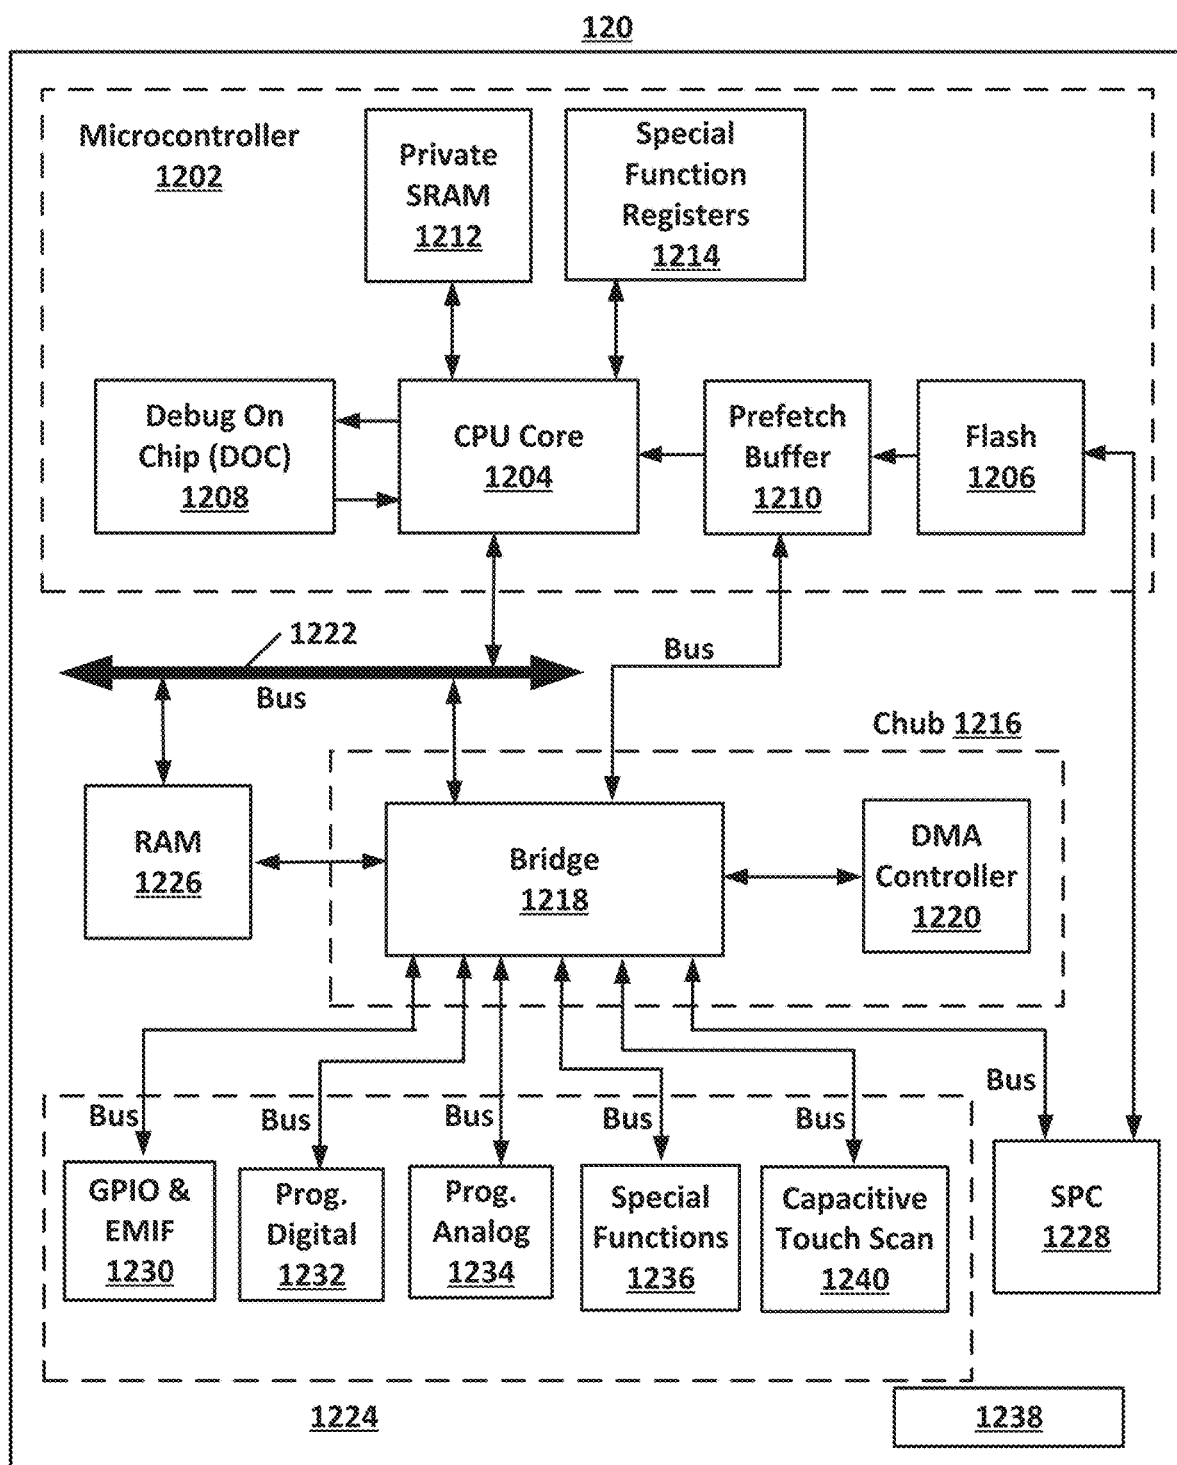 120
Microcontroller
1202
Private
SRAM
1212
Special
Function
Registers
1214
Debug On
Chip (DOC)
1208
CPU Core
1204
Prefetch
Buffer
1210
Flash
1206
1222
Bus
Bus
Chub 1216
RAM
1226
Bridge
1218
DMA
Controller
1220
Bus
Bus
Bus
Bus
Bus
Bus
GPIO &
EMIF
1230
Prog.
Digital
1232
Prog.
Analog
1234
Special
Functions
1236
Capacitive
Touch Scan
1240
SPC
1228
1224
1238